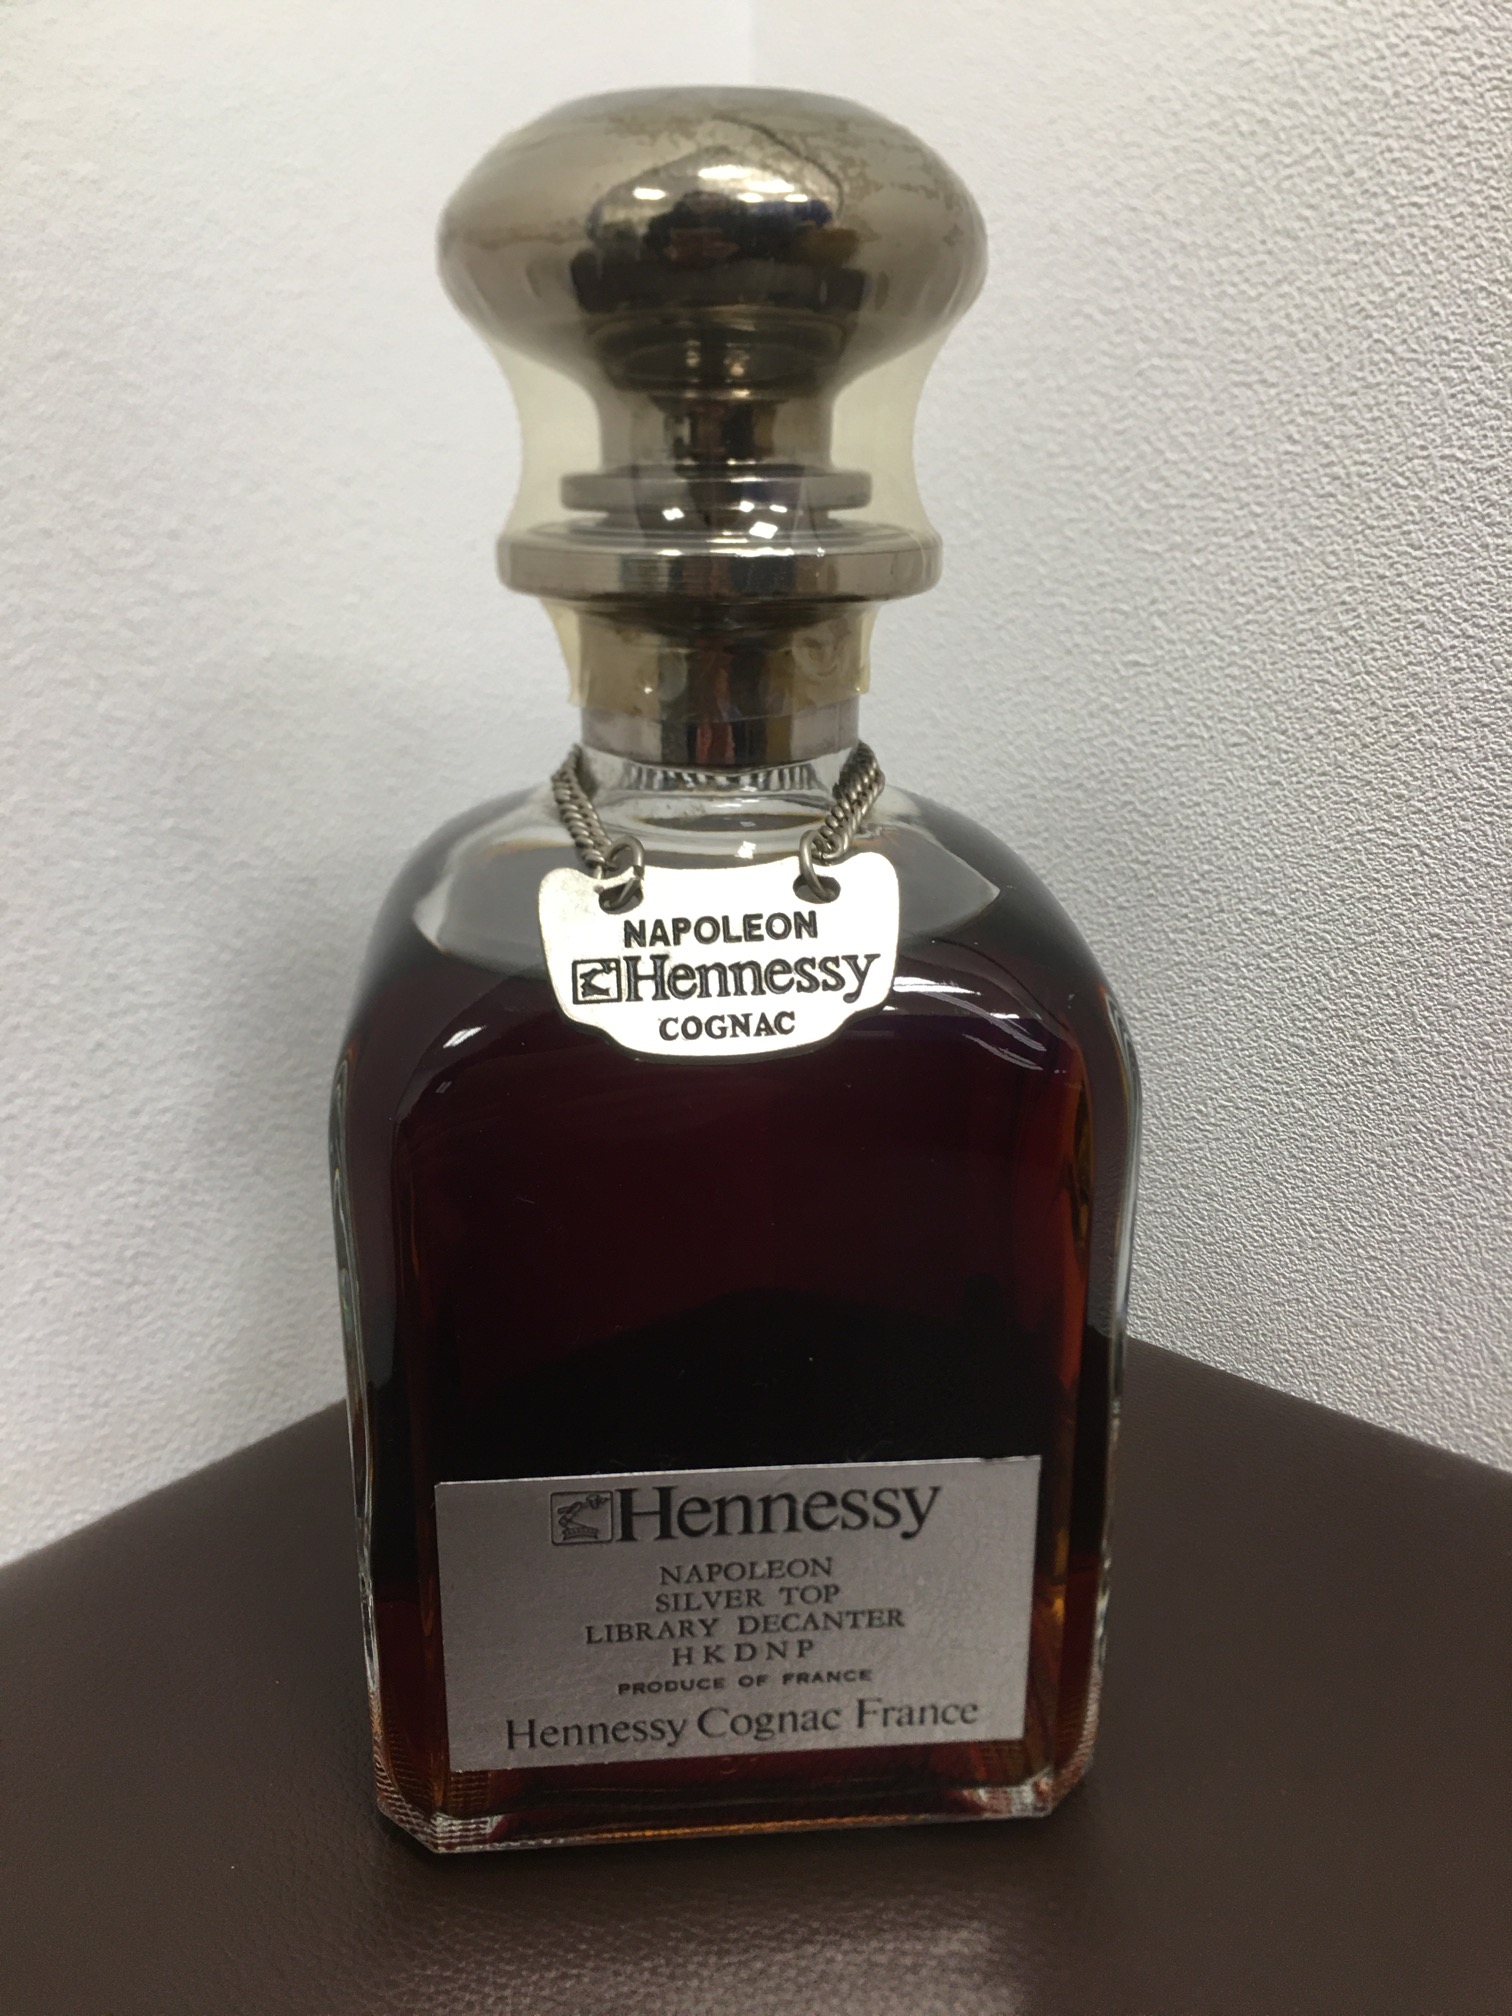 NAPOLEON
Hennessy
COGNAC
Hennessy
NAPOLEON
SILVER TOP
LIBRARY DECANTER
HKDNP
PRODUCE OF FRANCE
Hennessy Cognac France